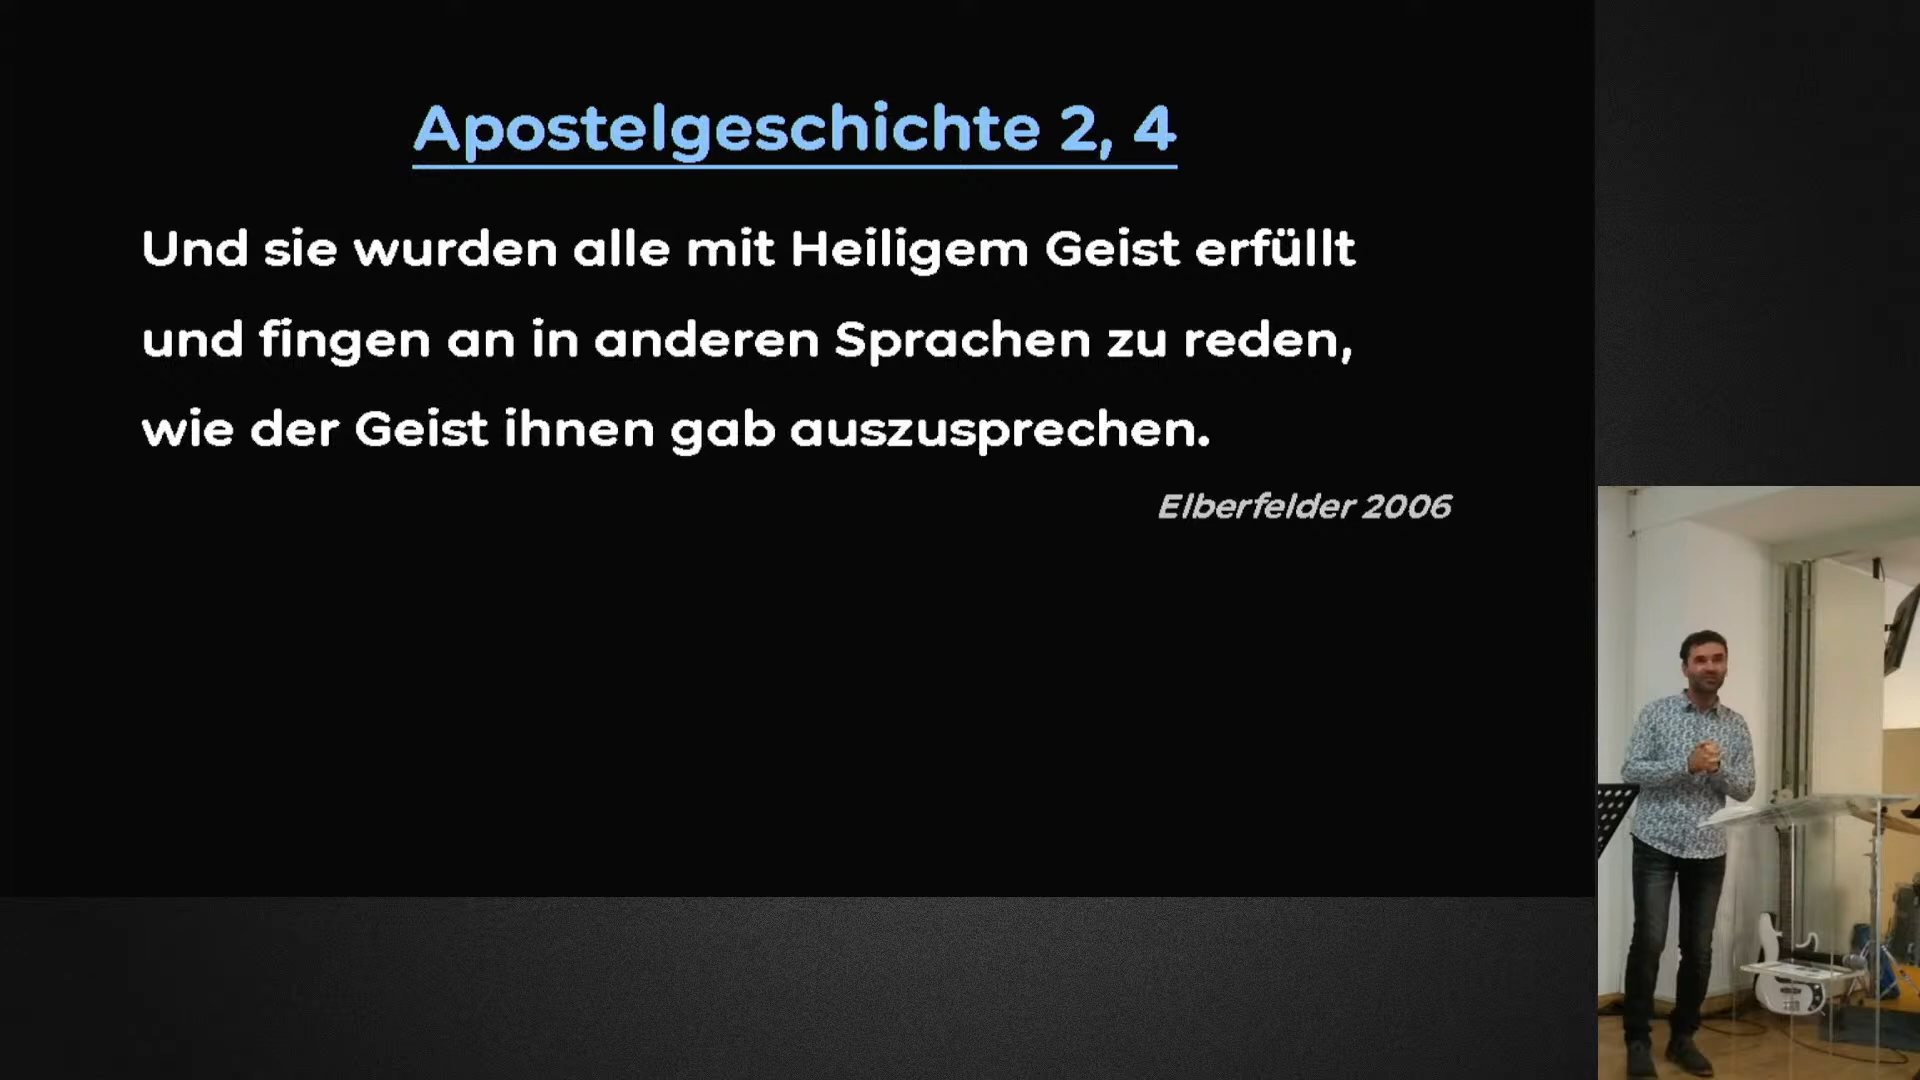 Apostelgeschichte 2, 4
Und sie wurden alle mit Heiligem Geist erfüllt
und fingen an in anderen Sprachen zu reden,
wie der Geist ihnen gab auszusprechen.
Elberfelder 2006